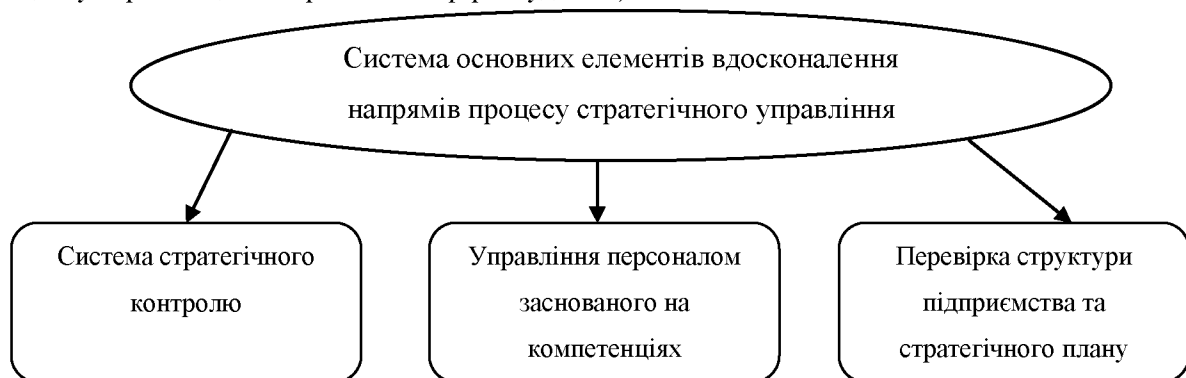 Система основних елементів вдосконалення
напрямів процесу стратегічного управління
Система стратегічного
контролю
Управління персоналом
заснованого на
компетенціях
Перевірка структури
підприємства та
стратегічного плану